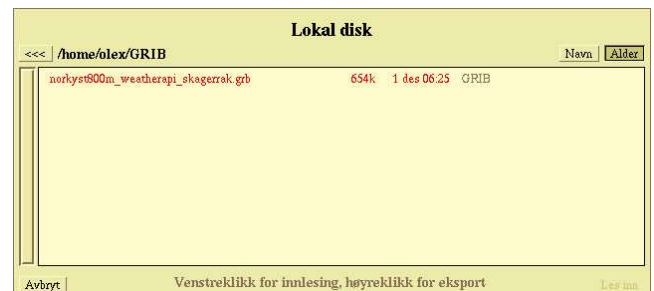 Lokal disk
<<< /home/olex/GRIB Navn Alder
norkyst800m_weatherapi_skagerrak.grb 654k 1 des 06:25 GRIB
Avbryt Venstreklikk for innlesing, høyreklikk for eksport Les inn